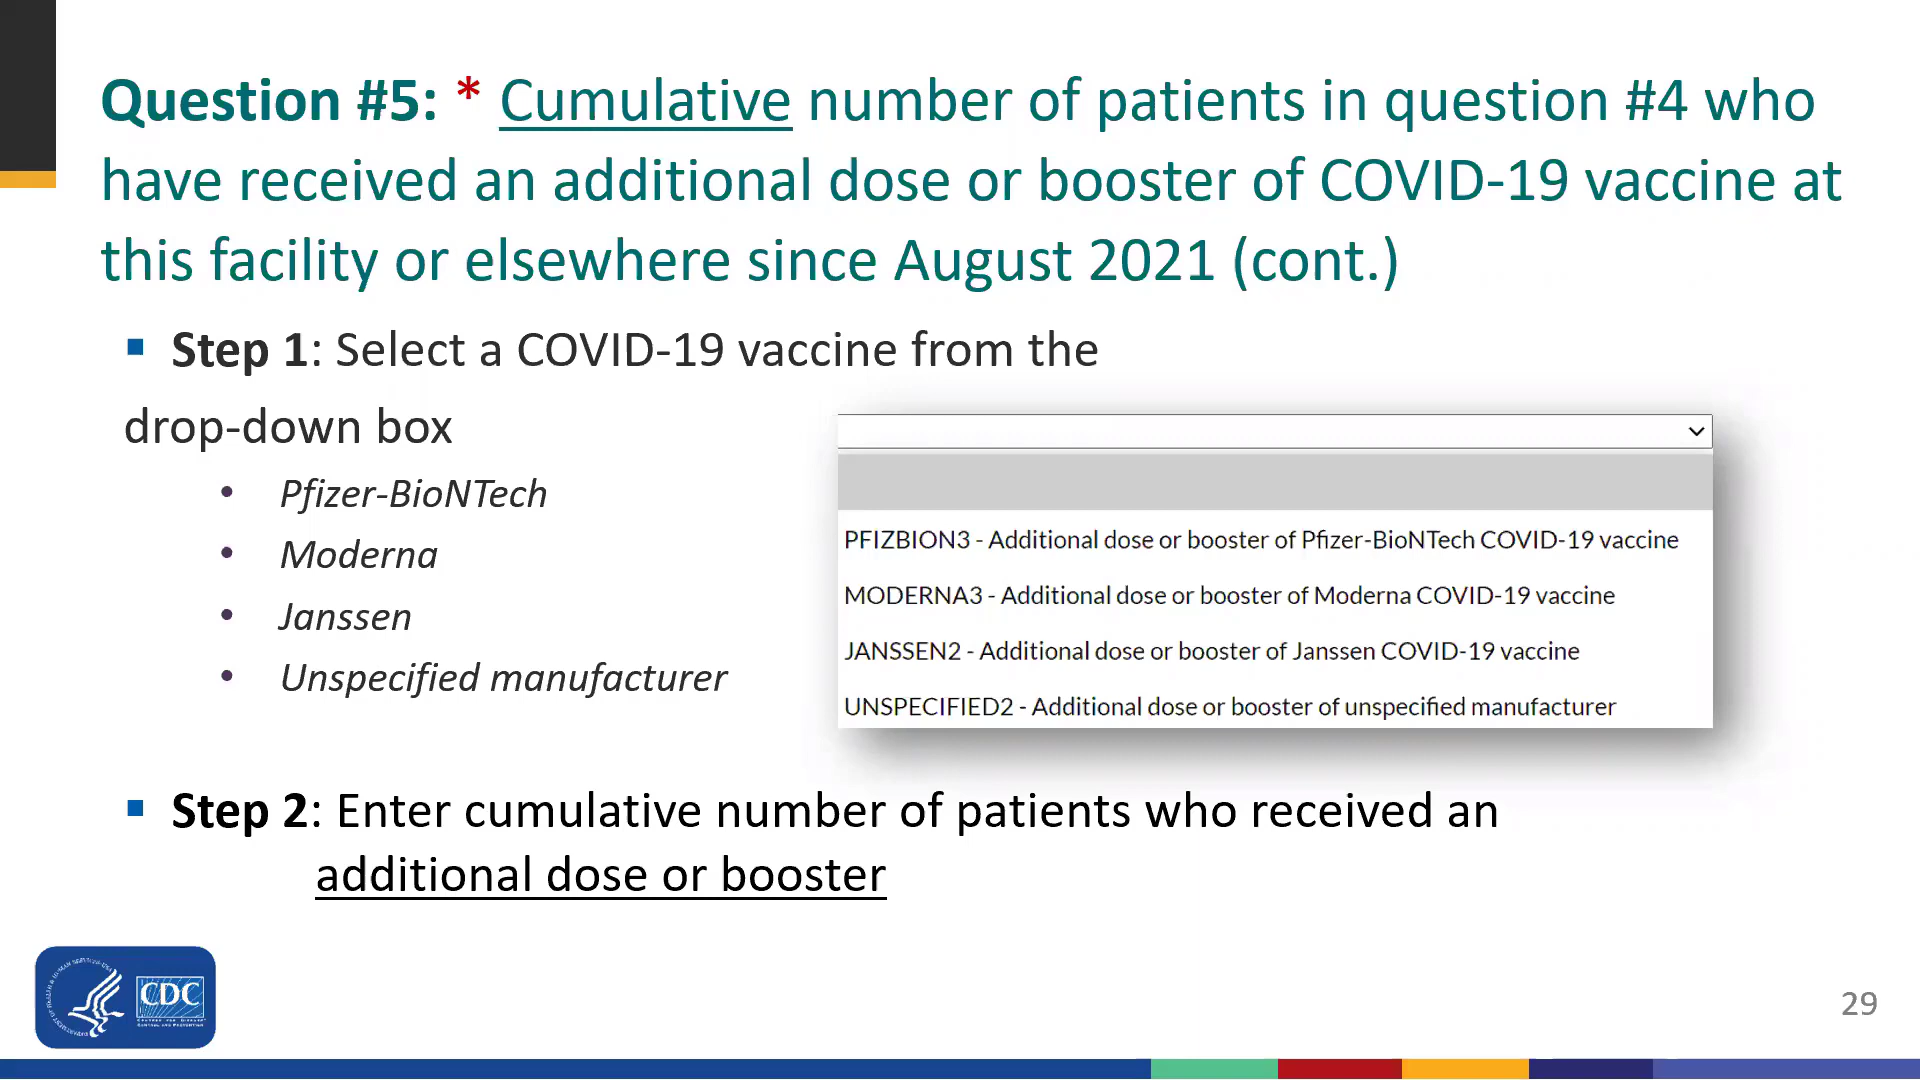 Question #5: * Cumulative number of patients in question #4 who
have received an additional dose or booster of COVID-19 vaccine at
this facility or elsewhere since August 2021 (cont.)
▪ Step 1: Select a COVID-19 vaccine from the
drop-down box
• Pfizer-BioNTech
• Moderna
• Janssen
• Unspecified manufacturer
PFIZBION3 - Additional dose or booster of Pfizer-BioNTech COVID-19 vaccine
MODERNA3 - Additional dose or booster of Moderna COVID-19 vaccine
JANSSEN2 - Additional dose or booster of Janssen COVID-19 vaccine
UNSPECIFIED2 - Additional dose or booster of unspecified manufacturer
▪ Step 2: Enter cumulative number of patients who received an
additional dose or booster
CDC
29